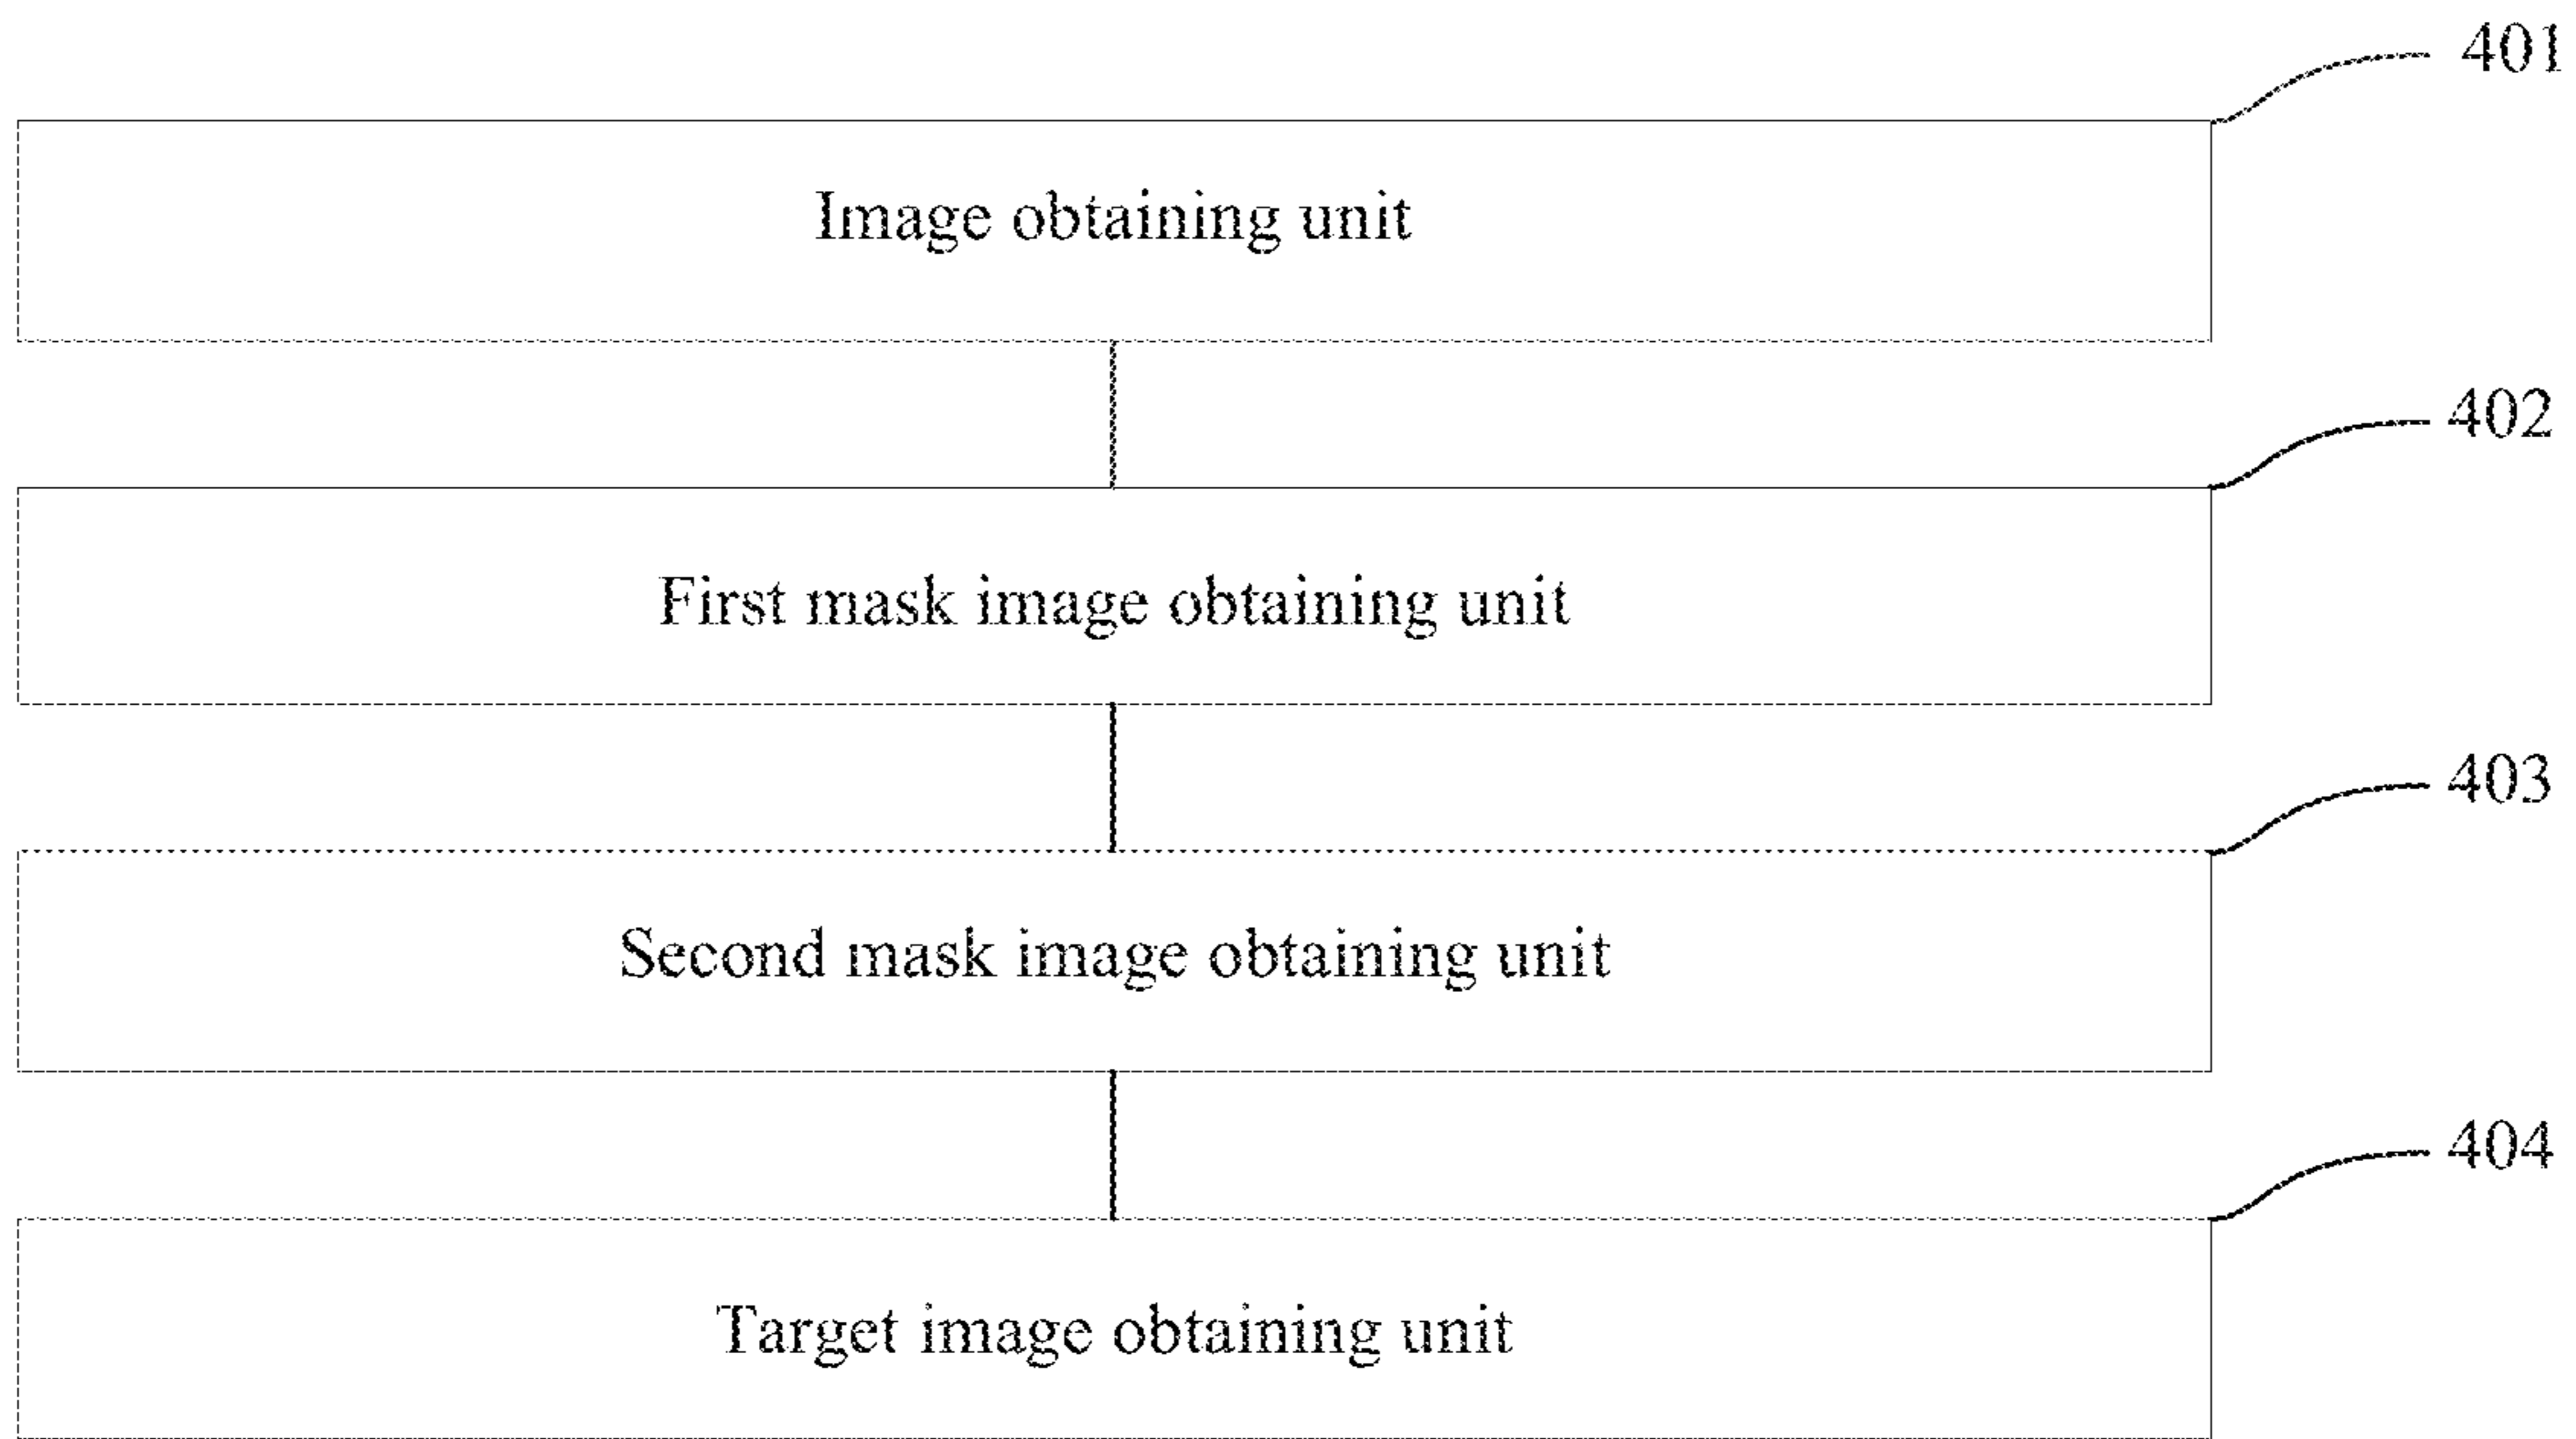 401
Image obtaining unit
402
First mask image obtaining unit
403
Second mask image obtaining unit
404
Target image obtaining unit